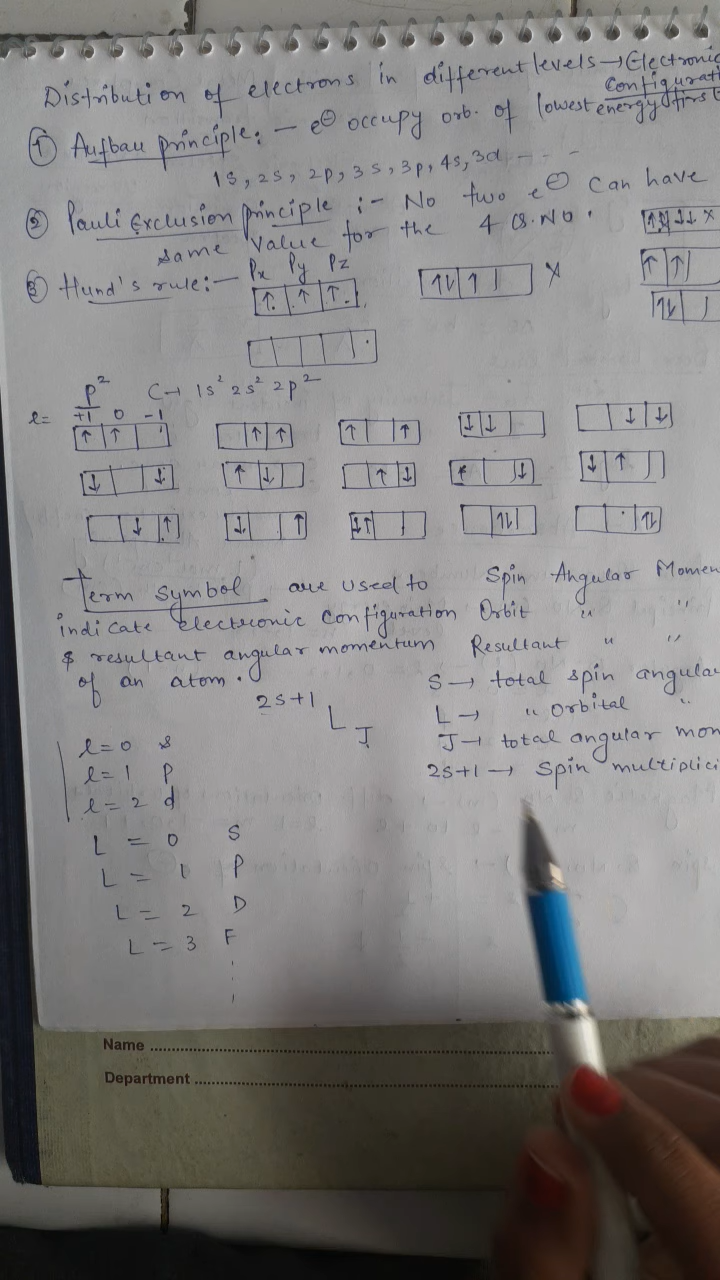 Distribution of electrons in different levels → Electronic
Configurati
① Aufbau principle: — e⊖ occupy orb. of lowest energy first
1s, 2s, 2p, 3s, 3p, 4s, 3d - - -
② Pauli Exclusion principle :- No two e⊖ can have
same value for the 4 Q.No.
③ Hund's rule:- Px Py Pz
↑ ↑ ↑
↑↓ ↑ X
p² C→ 1s² 2s² 2p²
l= +1 0 -1
Term Symbol are used to
indicate electronic configuration
& resultant angular momentum
of an atom.
2s+1 L J
Spin Angular Momen
Orbit " "
Resultant " "
S → total spin angular
L → " Orbital "
J → total angular mom
2s+1 → Spin multiplici
l=0 s
l=1 p
l=2 d
L = 0 S
L = 1 P
L = 2 D
L = 3 F
Name
Department